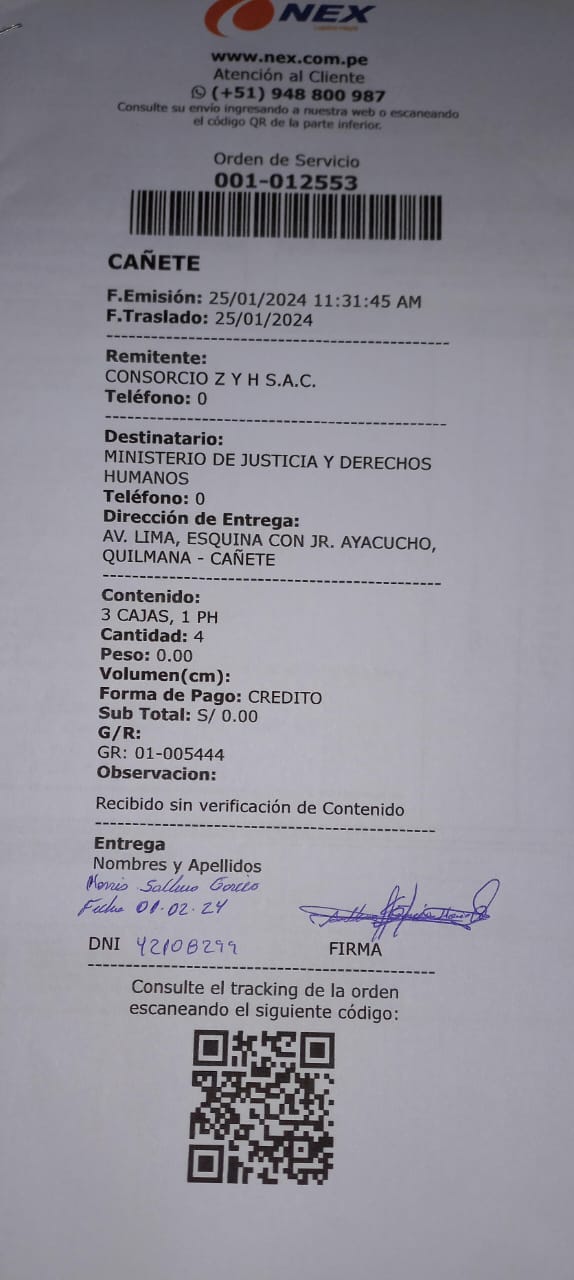 NEX
www.nex.com.pe
Atención al Cliente
(+51) 948 800 987
Consulte su envío ingresando a nuestra web o escaneando
el código QR de la parte inferior.
Orden de Servicio
001-012553
CAÑETE
F.Emisión: 25/01/2024 11:31:45 AM
F.Traslado: 25/01/2024
Remitente:
CONSORCIO Z Y H S.A.C.
Teléfono: 0
Destinatario:
MINISTERIO DE JUSTICIA Y DERECHOS
HUMANOS
Teléfono: 0
Dirección de Entrega:
AV. LIMA, ESQUINA CON JR. AYACUCHO,
QUILMANA - CAÑETE
Contenido:
3 CAJAS, 1 PH
Cantidad: 4
Peso: 0.00
Volumen(cm):
Forma de Pago: CREDITO
Sub Total: S/ 0.00
G/R:
GR: 01-005444
Observacion:
Recibido sin verificación de Contenido
Entrega
Nombres y Apellidos
Fecha 01.02.24
DNI 42108299
FIRMA
Consulte el tracking de la orden
escaneando el siguiente código: